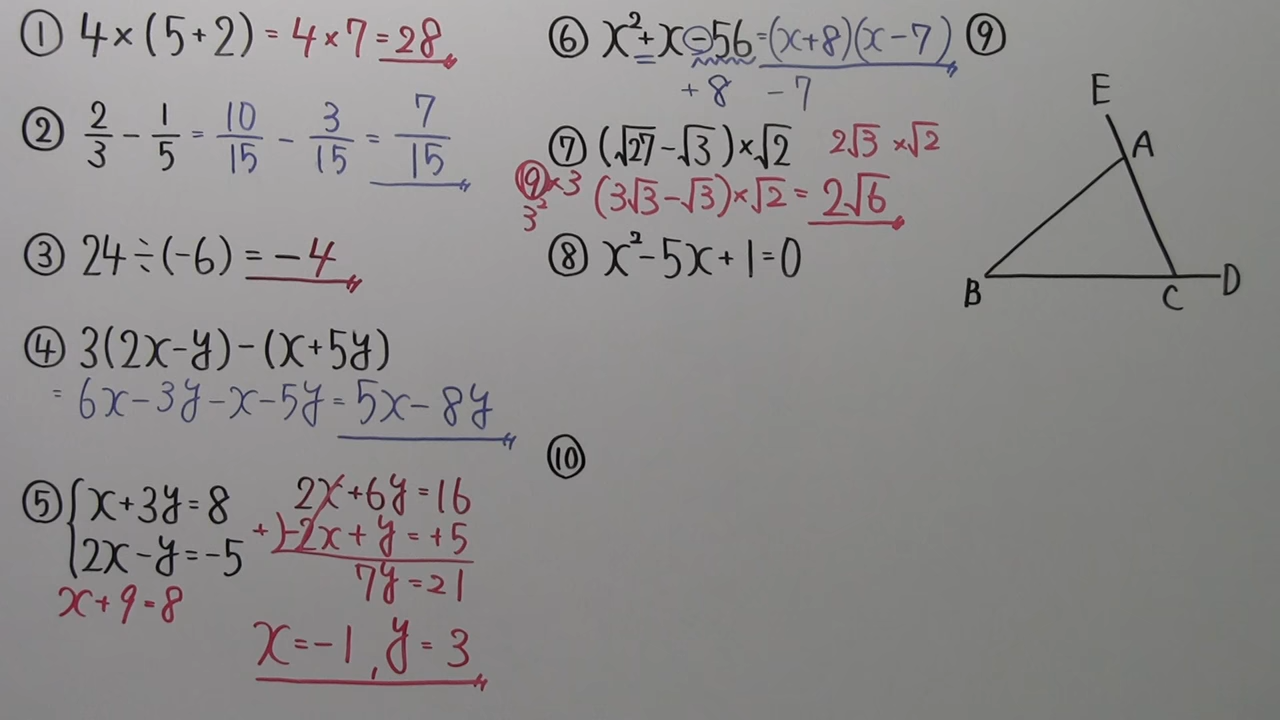 ① 4×(5+2)=4×7=28
② 2/3 - 1/5 = 10/15 - 3/15 = 7/15
③ 24÷(-6)=-4
④ 3(2x-y)-(x+5y)
=6x-3y-x-5y=5x-8y
⑤ { x+3y=8
2x-y=-5
x+9=8
2x+6y=16
+)-2x+y=+5
7y=21
x=-1, y=3
⑥ x²+x-56=(x+8)(x-7)
+8 -7
⑦ (√27-√3)×√2 2√3×√2
⑨×3 (3√3-√3)×√2=2√6
3²
⑧ x²-5x+1=0
⑨
E
A
B
C
D
⑩